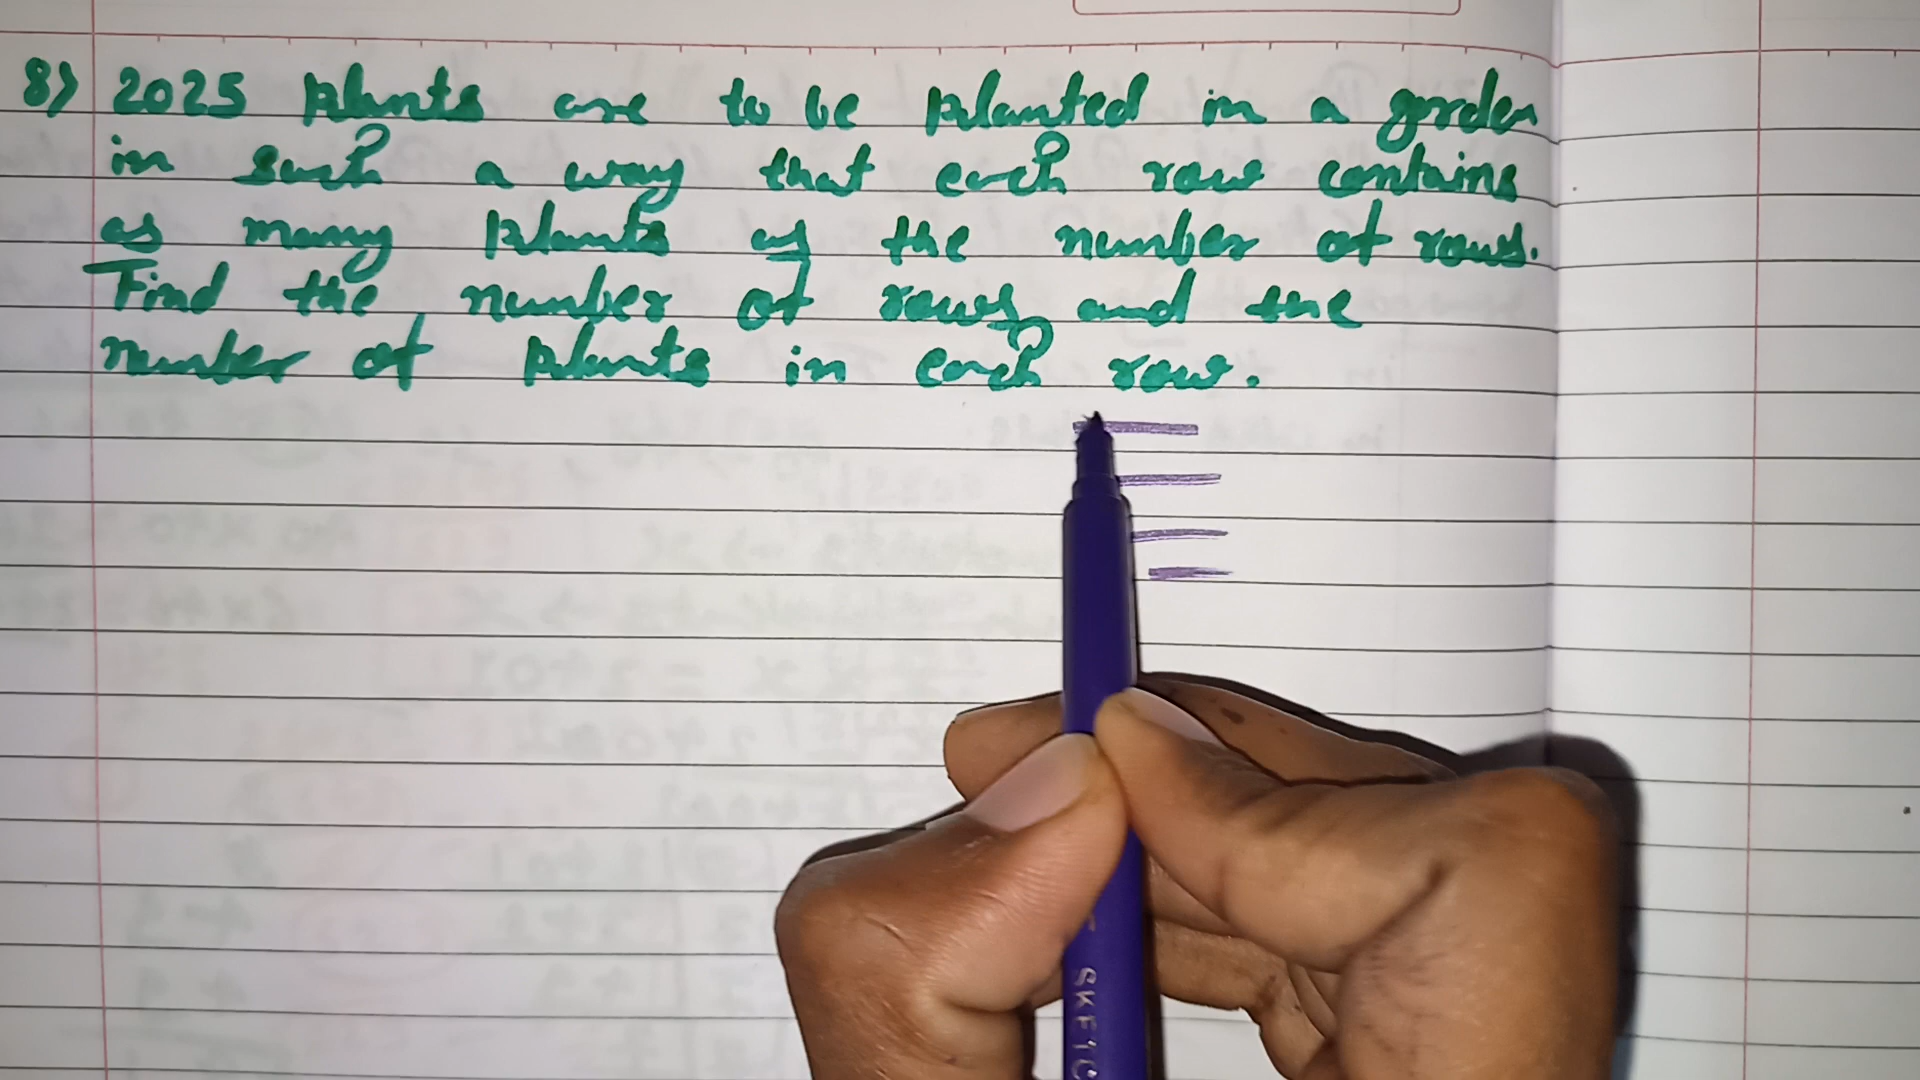 8) 2025 plants are to be planted in a garden
in such a way that each row contains
as many plants as the number of rows.
Find the number of rows and the
number of plants in each row.
SKETC